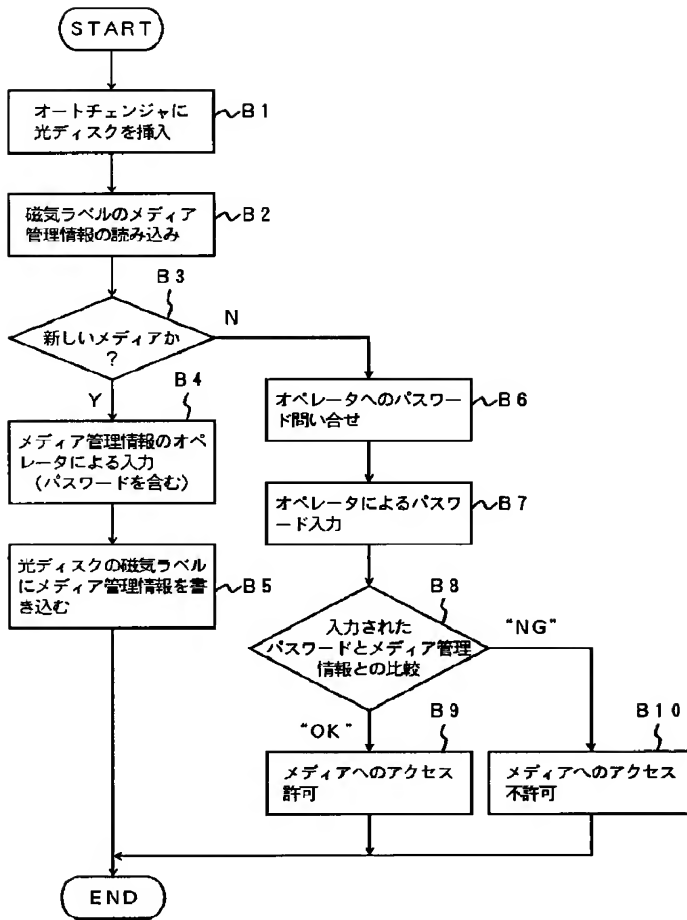 START
オートチェンジャに
光ディスクを挿入
B1
磁気ラベルのメディア
管理情報の読み込み
B2
B3
新しいメディアか
?
N
Y
B4
メディア管理情報のオペ
レータによる入力
(パスワードを含む)
光ディスクの磁気ラベル
にメディア管理情報を書
き込む
B5
オペレータへのパスワー
ド問い合せ
B6
オペレータによるパスワ
ード入力
B7
B8
入力された
パスワードとメディア管理
情報との比較
“NG”
“OK”
B9
メディアへのアクセス
許可
B10
メディアへのアクセス
不許可
END